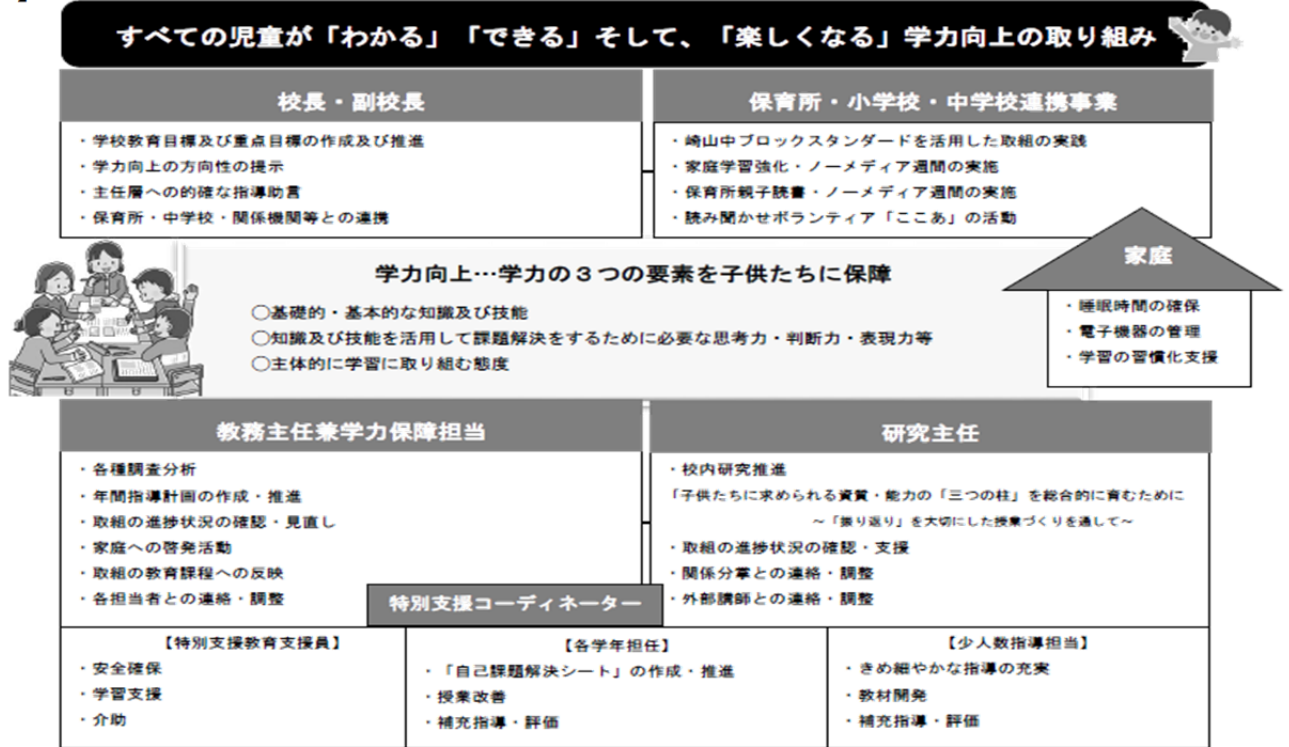 すべての児童が「わかる」「できる」そして、「楽しくなる」学力向上の取り組み
校長・副校長
・学校教育目標及び重点目標の作成及び推進
・学力向上の方向性の提示
・主任層への的確な指導助言
・保育所・中学校・関係機関等との連携
保育所・小学校・中学校連携事業
・崎山中ブロックスタンダードを活用した取組の実践
・家庭学習強化・ノーメディア週間の実施
・保育所親子読書・ノーメディア週間の実施
・読み聞かせボランティア「ここあ」の活動
学力向上…学力の３つの要素を子供たちに保障
〇基礎的・基本的な知識及び技能
〇知識及び技能を活用して課題解決をするために必要な思考力・判断力・表現力等
〇主体的に学習に取り組む態度
家庭
・睡眠時間の確保
・電子機器の管理
・学習の習慣化支援
教務主任兼学力保障担当
・各種調査分析
・年間指導計画の作成・推進
・取組の進捗状況の確認・見直し
・家庭への啓発活動
・取組の教育課程への反映
・各担当者との連絡・調整
研究主任
・校内研究推進
「子供たちに求められる資質・能力の「三つの柱」を総合的に育むために
～「振り返り」を大切にした授業づくりを通して～
・取組の進捗状況の確認・支援
・関係分掌との連絡・調整
・外部講師との連絡・調整
特別支援コーディネーター
【特別支援教育支援員】
・安全確保
・学習支援
・介助
【各学年担任】
・「自己課題解決シート」の作成・推進
・授業改善
・補充指導・評価
【少人数指導担当】
・きめ細やかな指導の充実
・教材開発
・補充指導・評価